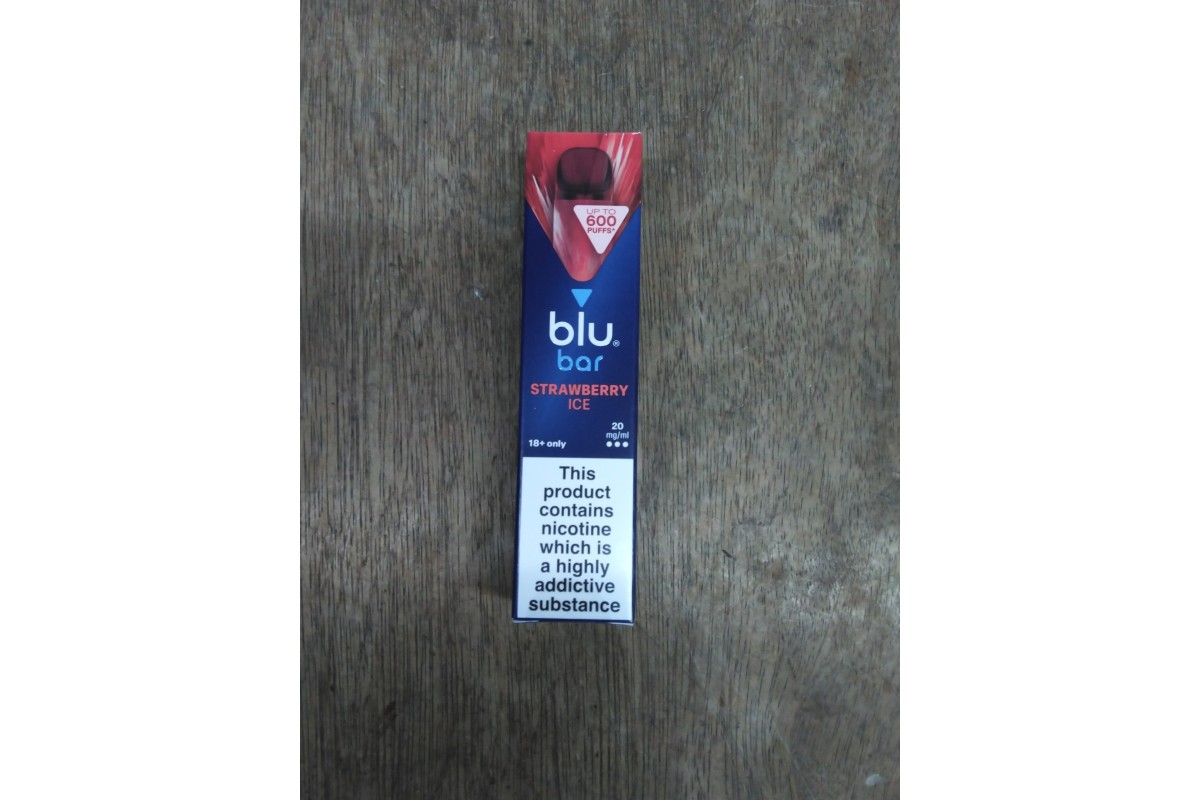 UP TO
600
PUFFS*
blu®
bar
STRAWBERRY
ICE
20
mg/ml
18+ only
This
product
contains
nicotine
which is
a highly
addictive
substance